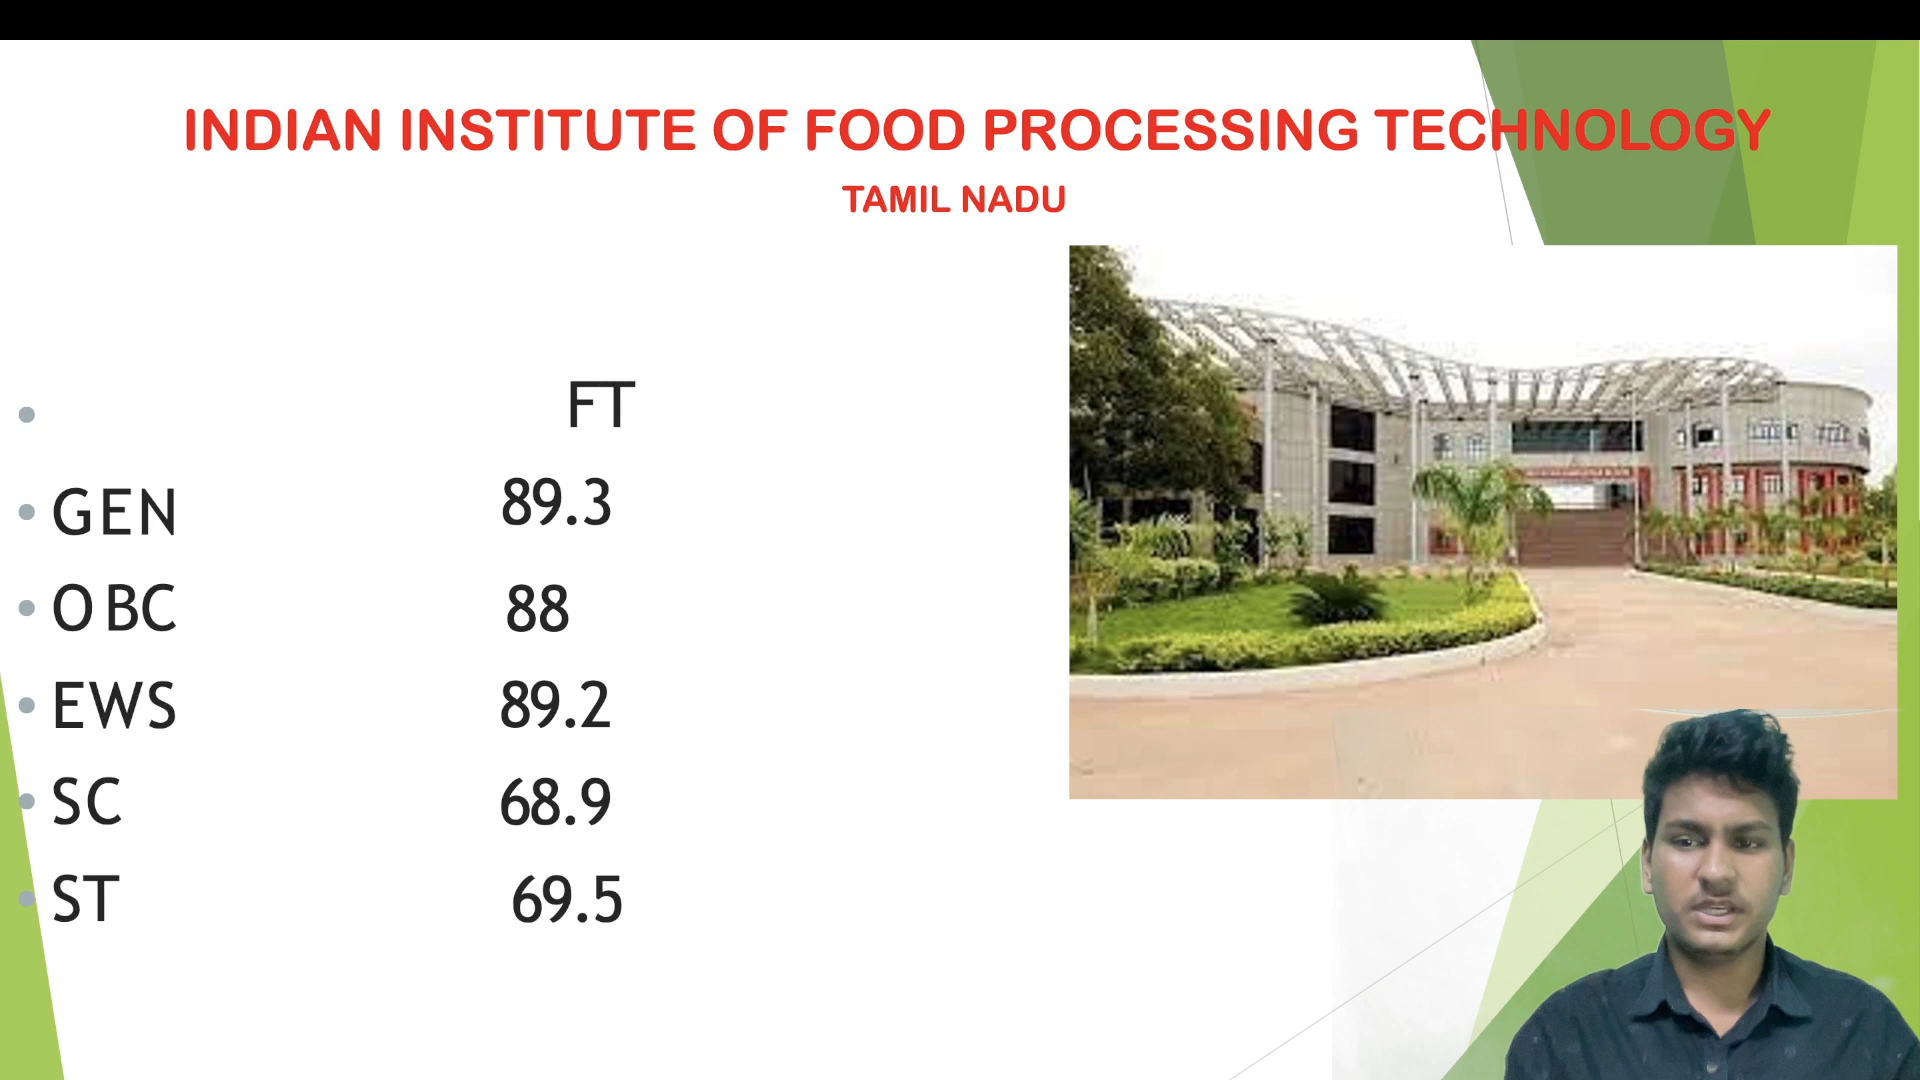 INDIAN INSTITUTE OF FOOD PROCESSING TECHNOLOGY
TAMIL NADU
FT
GEN 89.3
OBC 88
EWS 89.2
SC 68.9
ST 69.5